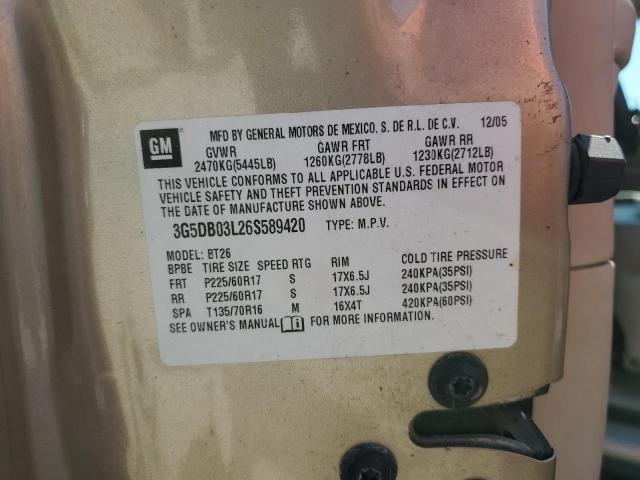 GM
MFD BY GENERAL MOTORS DE MEXICO, S. DE R.L. DE C.V. 12/05
GVWR GAWR FRT GAWR RR
2470KG(5445LB) 1260KG(2778LB) 1230KG(2712LB)
THIS VEHICLE CONFORMS TO ALL APPLICABLE U.S. FEDERAL MOTOR
VEHICLE SAFETY AND THEFT PREVENTION STANDARDS IN EFFECT ON
THE DATE OF MANUFACTURE SHOWN ABOVE.
3G5DB03L26S589420 TYPE: M.P.V.
MODEL: BT26
BPBE TIRE SIZE SPEED RTG RIM COLD TIRE PRESSURE
FRT P225/60R17 S 17X6.5J 240KPA(35PSI)
RR P225/60R17 S 17X6.5J 240KPA(35PSI)
SPA T135/70R16 M 16X4T 420KPA(60PSI)
SEE OWNER'S MANUAL FOR MORE INFORMATION.